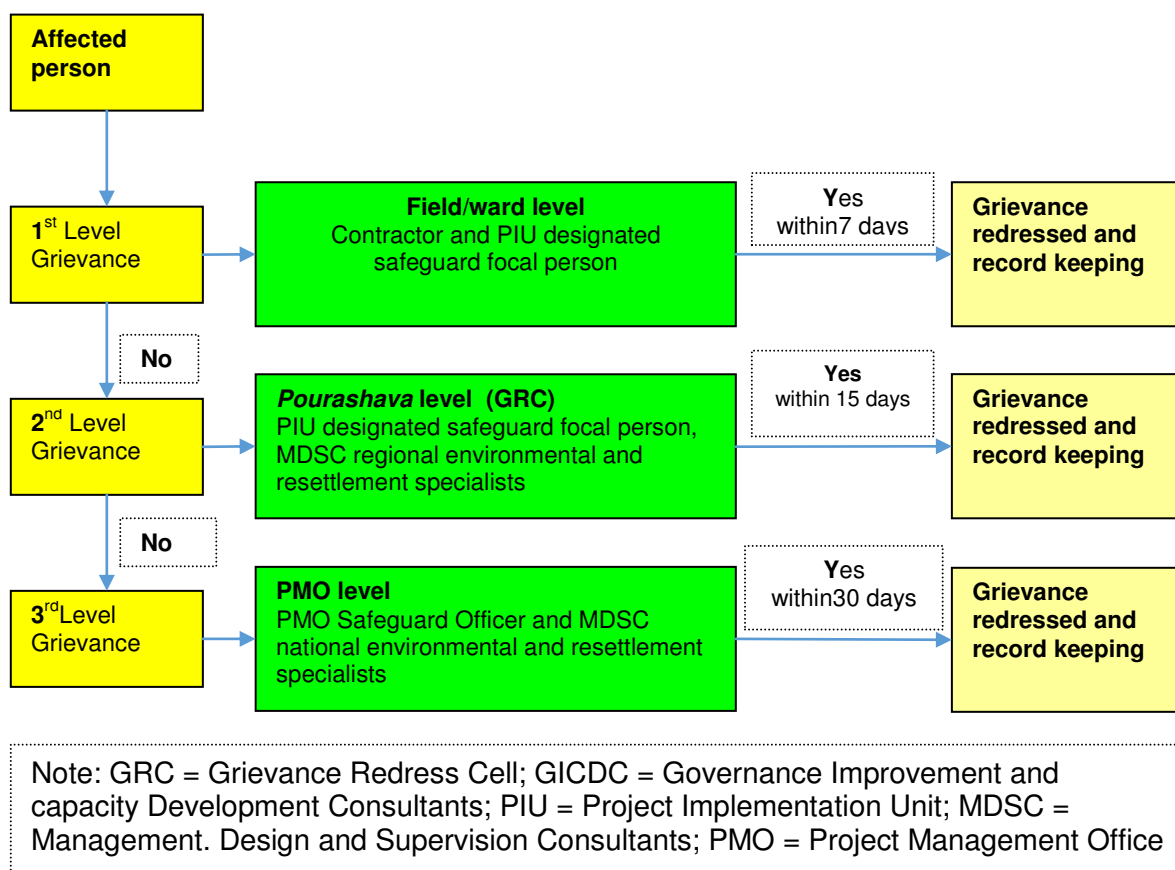 Affected
person
1st Level
Grievance
Field/ward level
Contractor and PIU designated
safeguard focal person
Yes
within7 days
Grievance
redressed and
record keeping
No
2nd Level
Grievance
Pourashava level (GRC)
PIU designated safeguard focal person,
MDSC regional environmental and
resettlement specialists
Yes
within 15 days
Grievance
redressed and
record keeping
No
3rd Level
Grievance
PMO level
PMO Safeguard Officer and MDSC
national environmental and resettlement
specialists
Yes
within30 days
Grievance
redressed and
record keeping
Note: GRC = Grievance Redress Cell; GICDC = Governance Improvement and
capacity Development Consultants; PIU = Project Implementation Unit; MDSC =
Management. Design and Supervision Consultants; PMO = Project Management Office